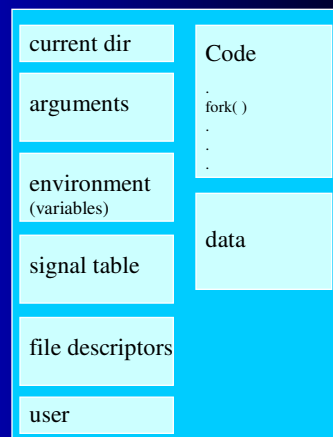 current dir
arguments
environment
(variables)
signal table
file descriptors
user
Code
.
fork( )
.
.
.
data